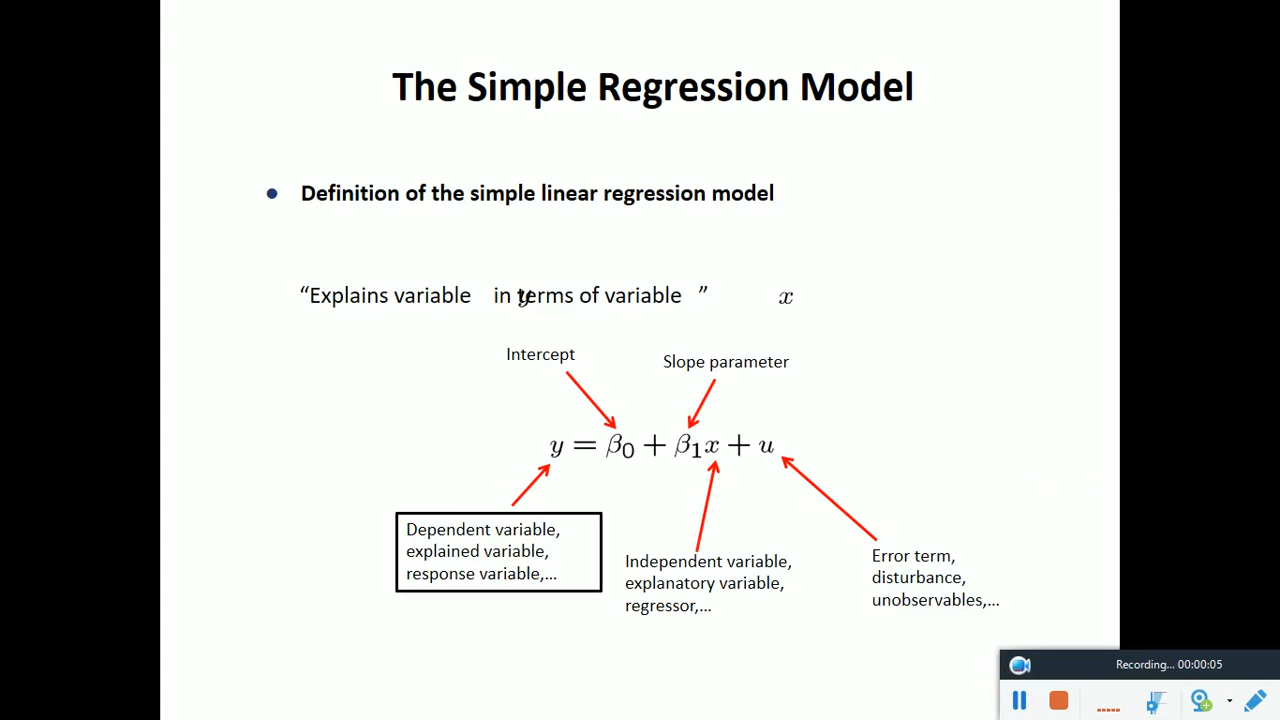 The Simple Regression Model
● Definition of the simple linear regression model
“Explains variable y in terms of variable ” x
Intercept
Slope parameter
y = β₀ + β₁x + u
Dependent variable,
explained variable,
response variable,...
Independent variable,
explanatory variable,
regressor,...
Error term,
disturbance,
unobservables,...
Recording... 00:00:05